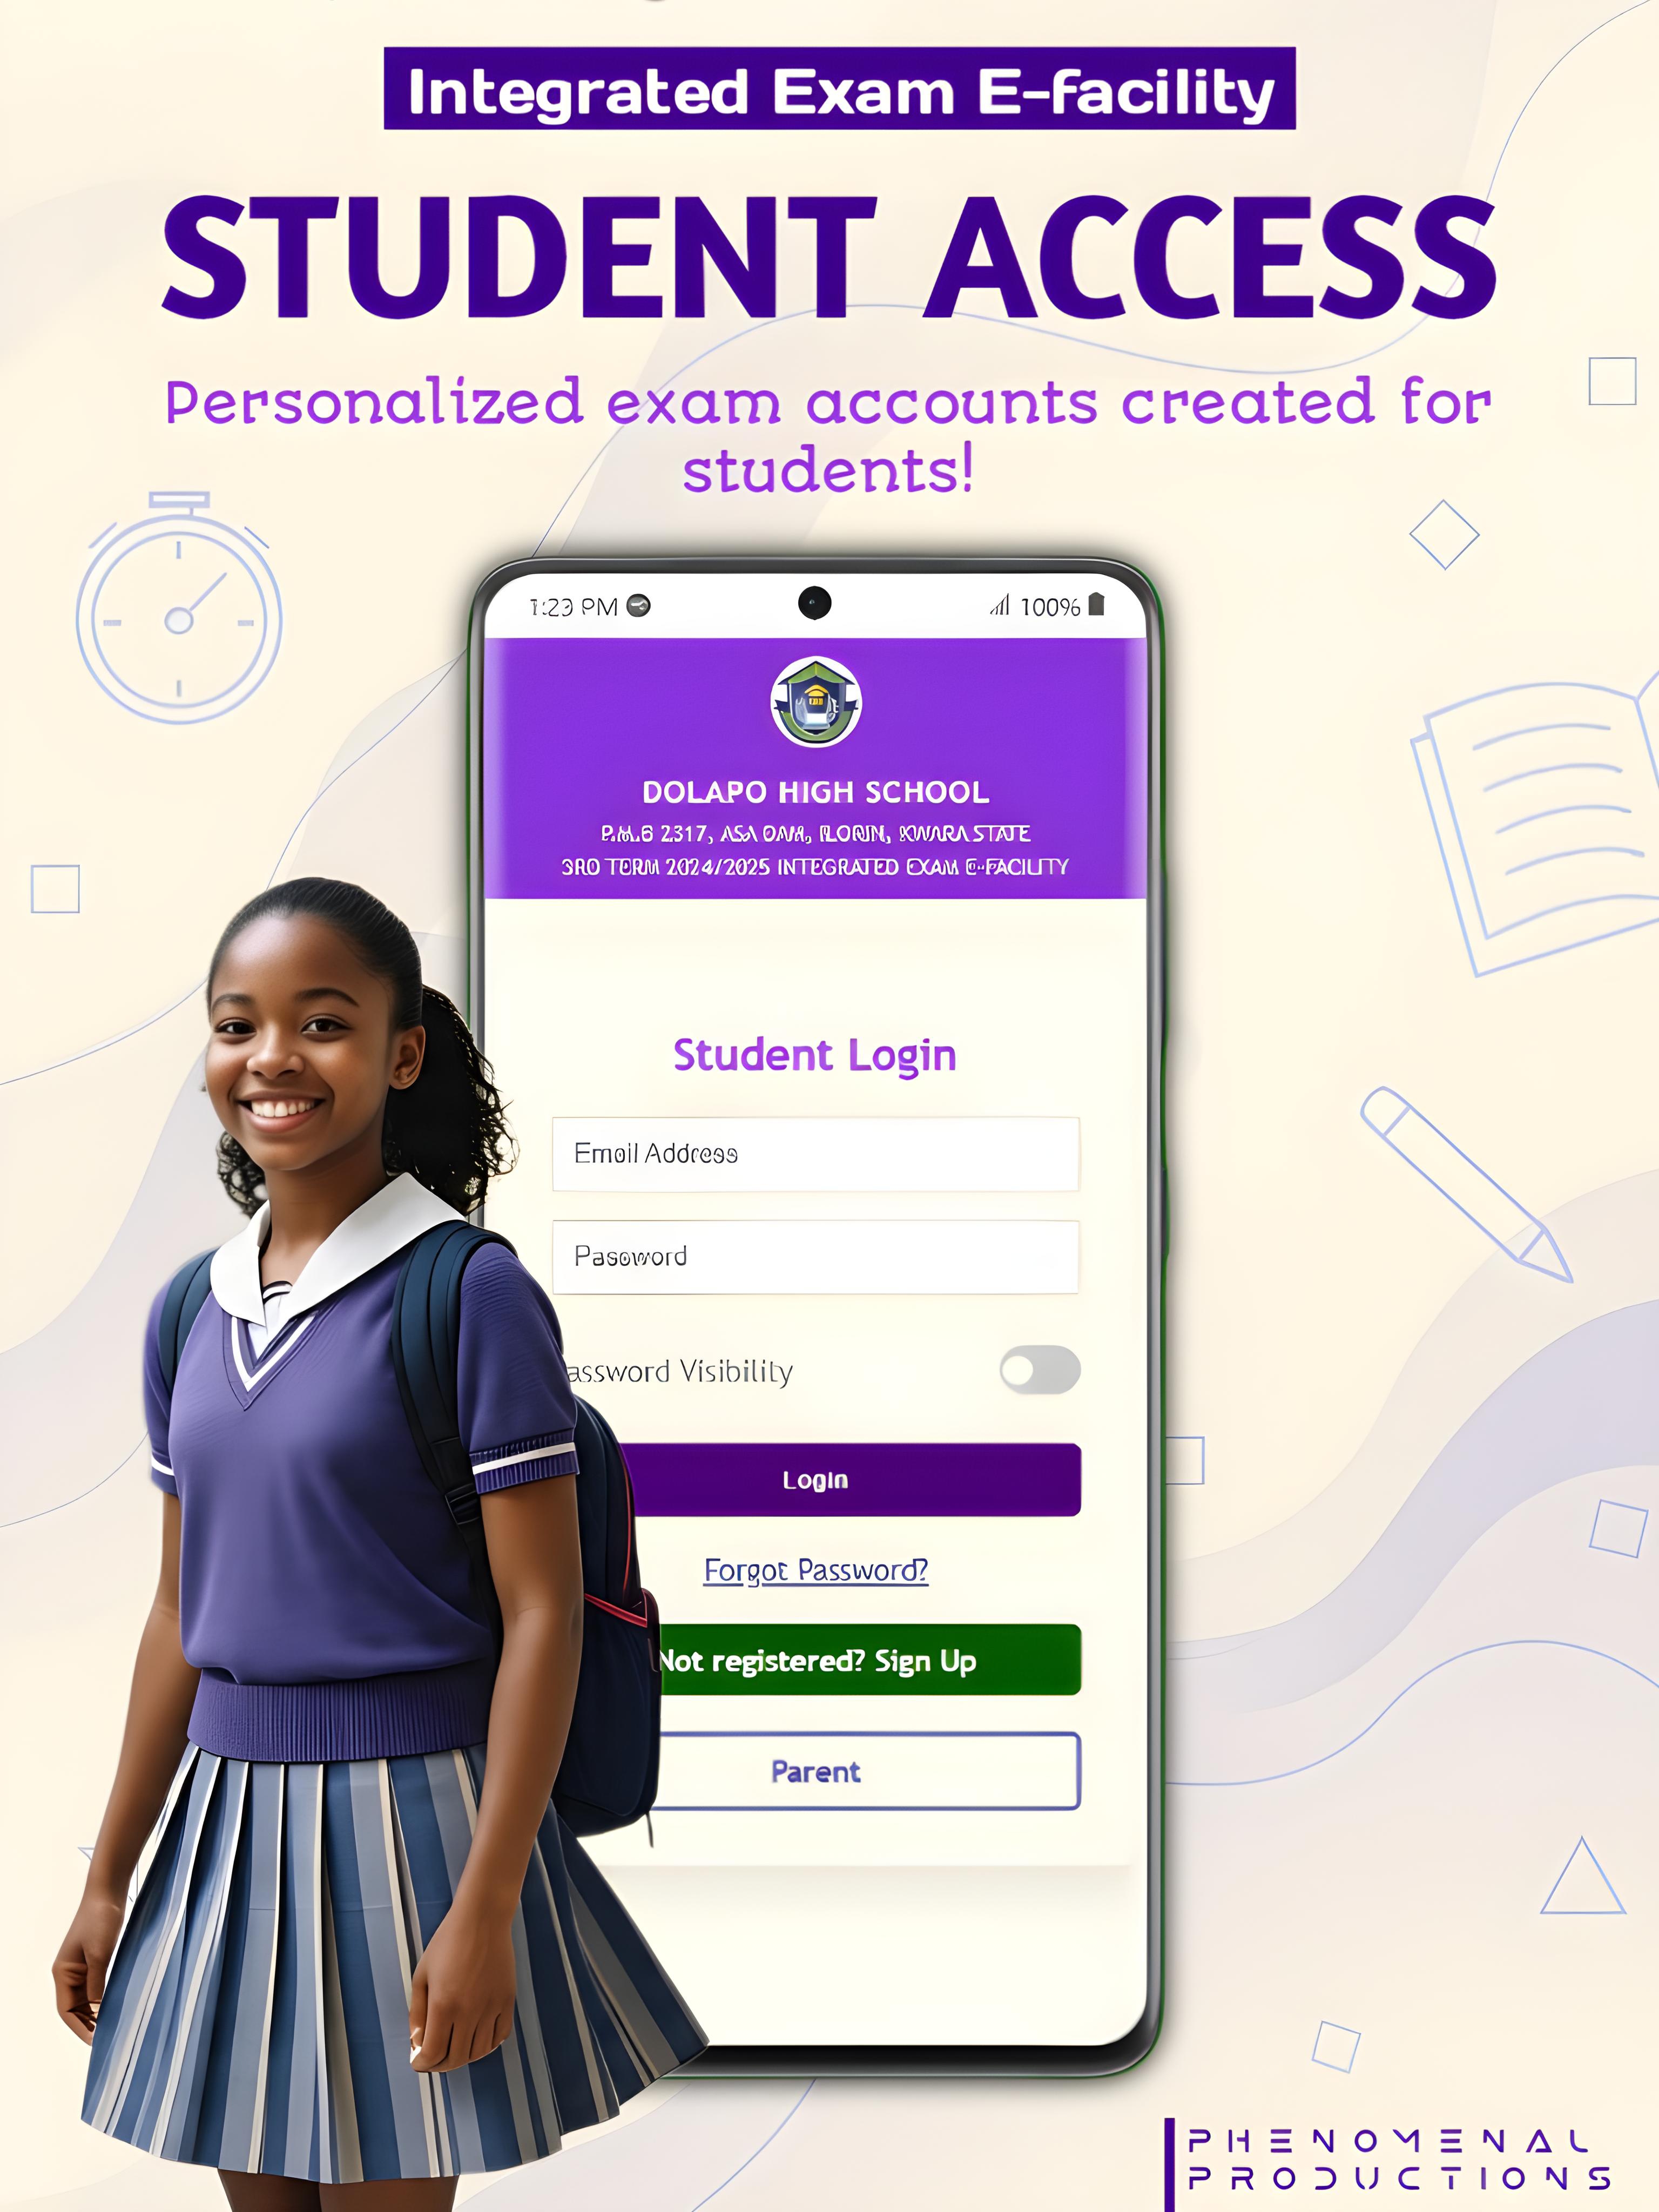 Integrated Exam E-facility
STUDENT ACCESS
Personalized exam accounts created for
students!
1:23 PM 100%
DOLAPO HIGH SCHOOL
P.M.B 2317, ASA DAM, ILORIN, KWARA STATE
3RD TERM 2024/2025 INTEGRATED EXAM E-FACILITY
Student Login
Email Address
Password
assword Visibility
Login
Forgot Password?
Not registered? Sign Up
Parent
PHENOMENAL
PRODUCTIONS